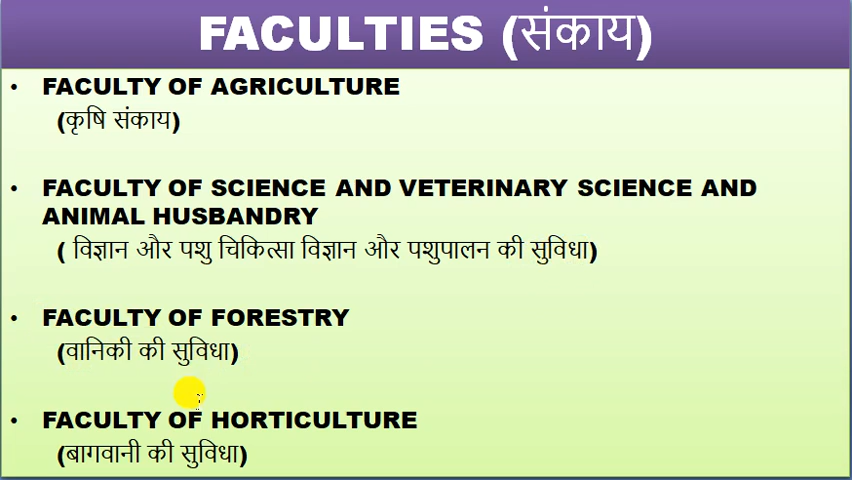 FACULTIES (संकाय)
• FACULTY OF AGRICULTURE
(कृषि संकाय)
• FACULTY OF SCIENCE AND VETERINARY SCIENCE AND
ANIMAL HUSBANDRY
( विज्ञान और पशु चिकित्सा विज्ञान और पशुपालन की सुविधा)
• FACULTY OF FORESTRY
(वानिकी की सुविधा)
• FACULTY OF HORTICULTURE
(बागवानी की सुविधा)